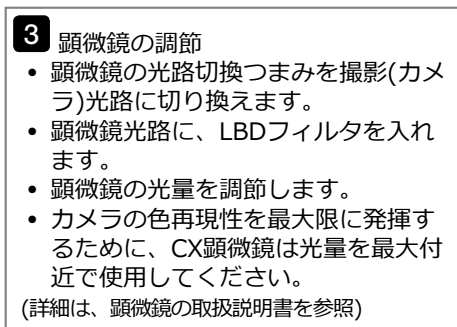 3 顕微鏡の調節
• 顕微鏡の光路切換つまみを撮影(カメ
ラ)光路に切り換えます。
• 顕微鏡光路に、LBDフィルタを入れ
ます。
• 顕微鏡の光量を調節します。
• カメラの色再現性を最大限に発揮す
るために、CX顕微鏡は光量を最大付
近で使用してください。
(詳細は、顕微鏡の取扱説明書を参照)